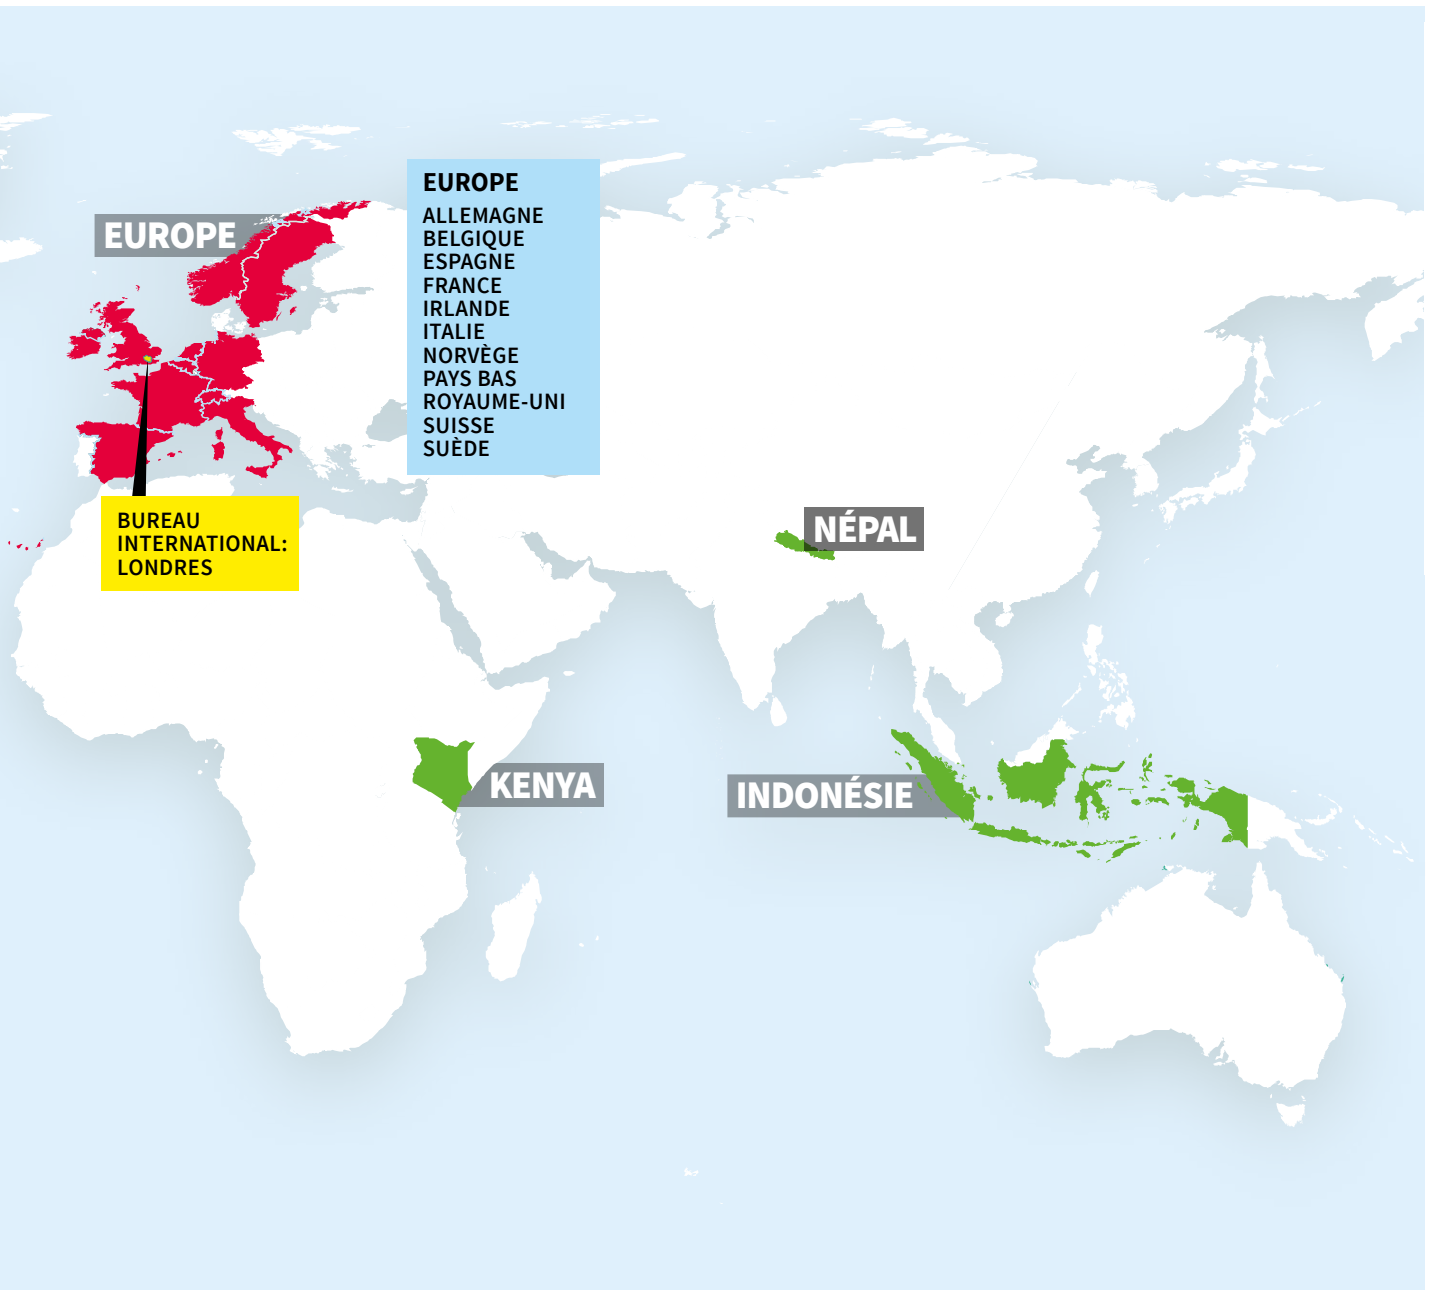 EUROPE
EUROPE
ALLEMAGNE
BELGIQUE
ESPAGNE
FRANCE
IRLANDE
ITALIE
NORVÈGE
PAYS BAS
ROYAUME-UNI
SUISSE
SUÈDE
BUREAU
INTERNATIONAL:
LONDRES
NÉPAL
KENYA
INDONÉSIE